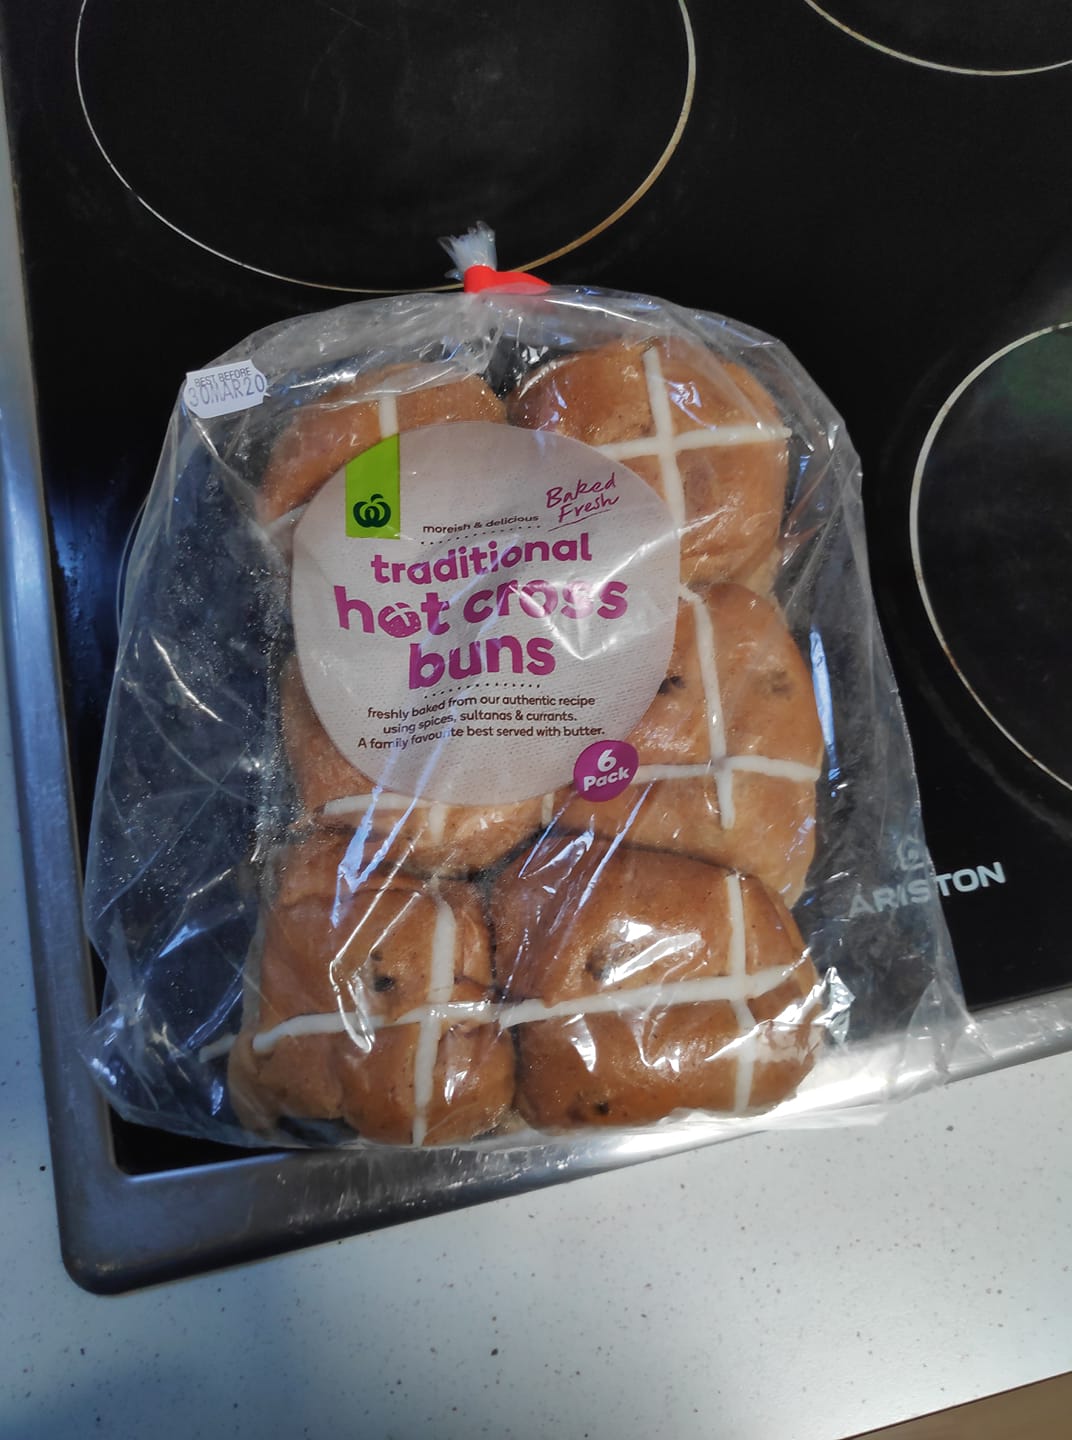 BEST BEFORE
30MAR20
Baked
Fresh
moreish & delicious
traditional
hot cross
buns
freshly baked from our authentic recipe
using spices, sultanas & currants.
A family favourite best served with butter.
6
Pack
ARISTON